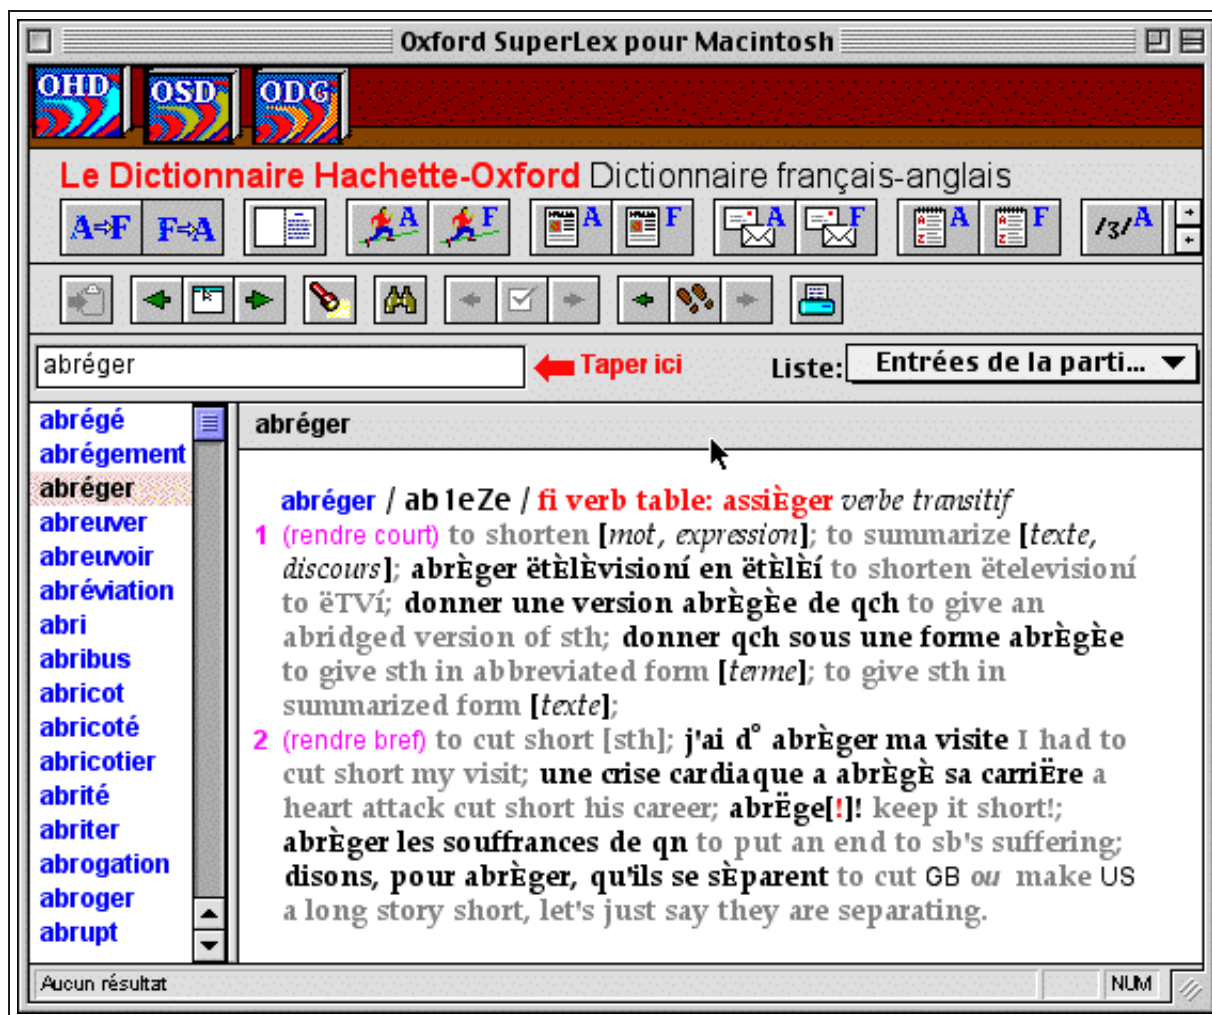 Oxford SuperLex pour Macintosh
OHD OSD ODG
Le Dictionnaire Hachette-Oxford Dictionnaire français-anglais
A⇒F F⇒A A F A F A F A F /ʒ/A
abréger Taper ici Liste: Entrées de la parti...
abrégé
abrégement
abréger
abreuver
abreuvoir
abréviation
abri
abribus
abricot
abricoté
abricotier
abrité
abriter
abrogation
abroger
abrupt
abréger
abréger / ab1eZe / fi verb table: assiÈger verbe transitif
1 (rendre court) to shorten [mot, expression]; to summarize [texte,
discours]; abrÈger ëtÈlÈvisioní en ëtÈlÈí to shorten ëtelevisioní
to ëTVí; donner une version abrÈgÈe de qch to give an
abridged version of sth; donner qch sous une forme abrÈgÈe
to give sth in abbreviated form [terme]; to give sth in
summarized form [texte];
2 (rendre bref) to cut short [sth]; j'ai d˚ abrÈger ma visite I had to
cut short my visit; une crise cardiaque a abrÈgÈ sa carriËre a
heart attack cut short his career; abrËge[!]! keep it short!;
abrÈger les souffrances de qn to put an end to sb's suffering;
disons, pour abrÈger, qu'ils se sÈparent to cut GB ou make US
a long story short, let's just say they are separating.
Aucun résultat NUM